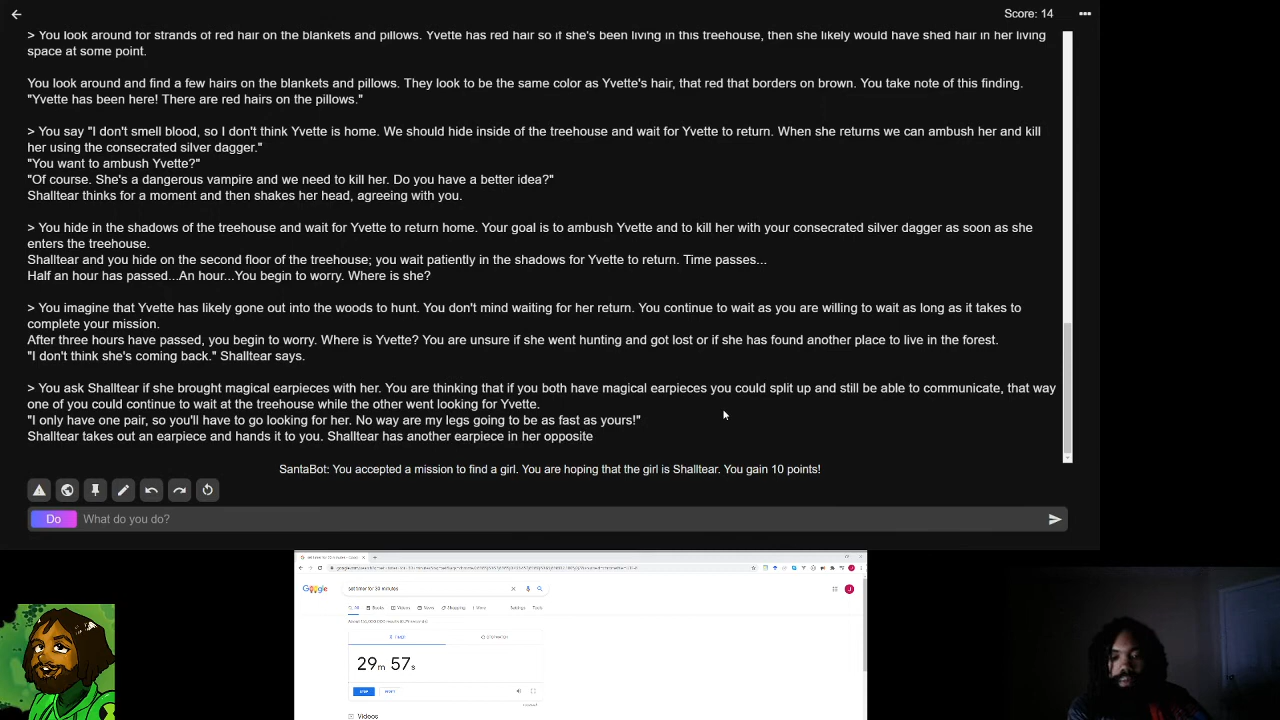 Score: 14
> You look around for strands of red hair on the blankets and pillows. Yvette has red hair so if she's been living in this treehouse, then she likely would have shed hair in her living
space at some point.
You look around and find a few hairs on the blankets and pillows. They look to be the same color as Yvette's hair, that red that borders on brown. You take note of this finding.
"Yvette has been here! There are red hairs on the pillows."
> You say "I don't smell blood, so I don't think Yvette is home. We should hide inside of the treehouse and wait for Yvette to return. When she returns we can ambush her and kill
her using the consecrated silver dagger."
"You want to ambush Yvette?"
"Of course. She's a dangerous vampire and we need to kill her. Do you have a better idea?"
Shalltear thinks for a moment and then shakes her head, agreeing with you.
> You hide in the shadows of the treehouse and wait for Yvette to return home. Your goal is to ambush Yvette and to kill her with your consecrated silver dagger as soon as she
enters the treehouse.
Shalltear and you hide on the second floor of the treehouse; you wait patiently in the shadows for Yvette to return. Time passes...
Half an hour has passed...An hour...You begin to worry. Where is she?
> You imagine that Yvette has likely gone out into the woods to hunt. You don't mind waiting for her return. You continue to wait as you are willing to wait as long as it takes to
complete your mission.
After three hours have passed, you begin to worry. Where is Yvette? You are unsure if she went hunting and got lost or if she has found another place to live in the forest.
"I don't think she's coming back." Shalltear says.
> You ask Shalltear if she brought magical earpieces with her. You are thinking that if you both have magical earpieces you could split up and still be able to communicate, that way
one of you could continue to wait at the treehouse while the other went looking for Yvette.
"I only have one pair, so you'll have to go looking for her. No way are my legs going to be as fast as yours!"
Shalltear takes out an earpiece and hands it to you. Shalltear has another earpiece in her opposite
SantaBot: You accepted a mission to find a girl. You are hoping that the girl is Shalltear. You gain 10 points!
Do What do you do?
Google
set timer for 30 minutes
All Books Videos News Shopping More Settings Tools
29m 57s
STOP RESET
Videos